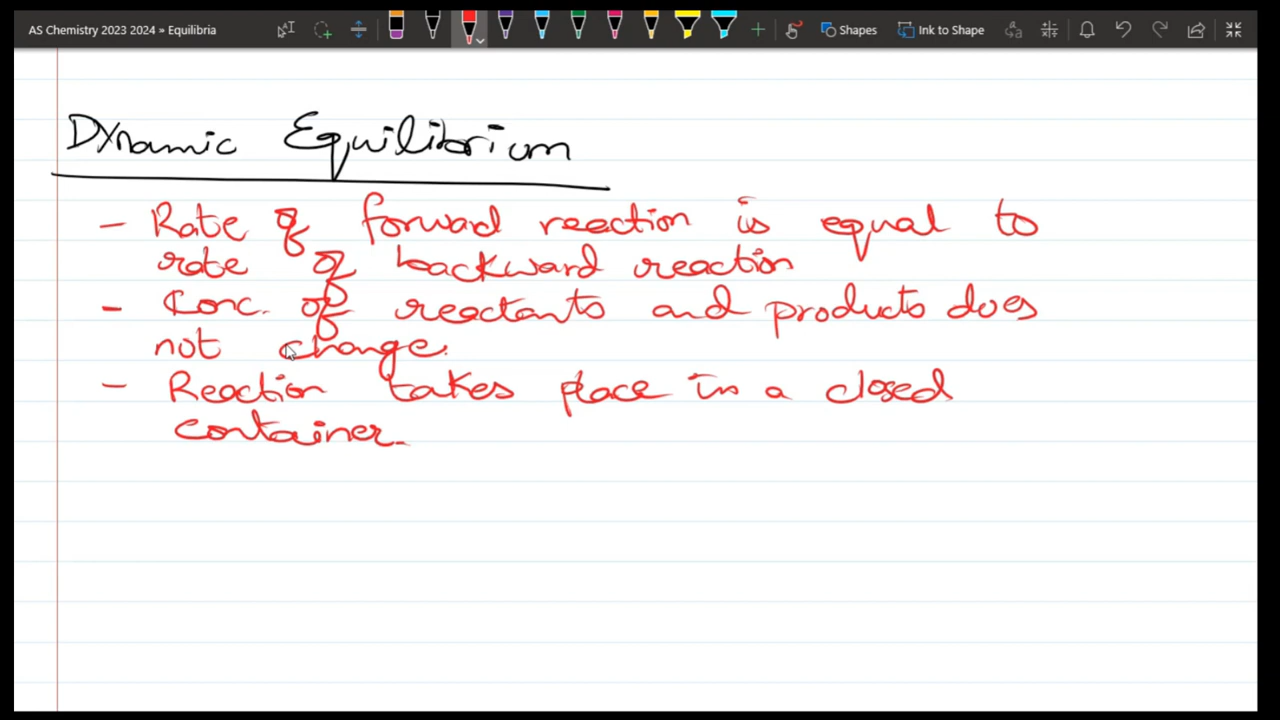 AS Chemistry 2023 2024 » Equilibria
Shapes
Ink to Shape
Dynamic Equilibrium
- Rate of forward reaction is equal to
rate of backward reaction
- Conc. of reactants and products does
not change.
- Reaction takes place in a closed
container.